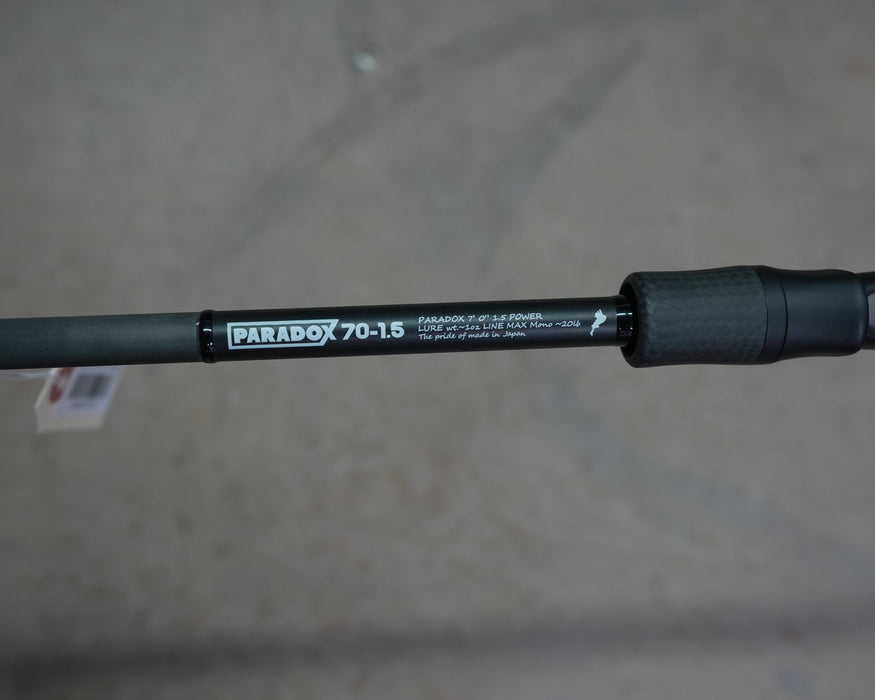 PARADOX 70-1.5
PARADOX 7' 0" 1.5 POWER
LURE wt.~1oz LINE MAX Mono ~20lb
The pride of made in Japan